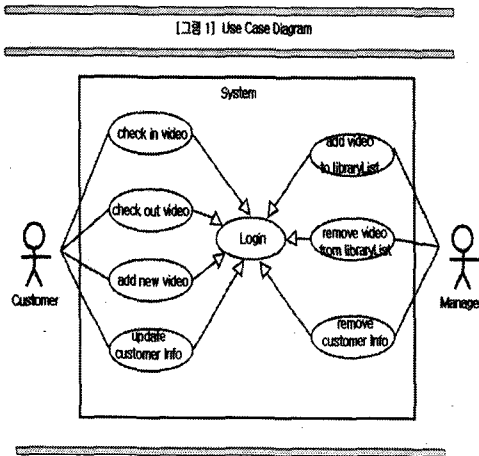 [그림 1] Use Case Diagram
System
check in video
check out video
add new video
update
customer Info
Login
add video
to libraryList
remove video
from libraryList
remove
customer Info
Customer
Manage